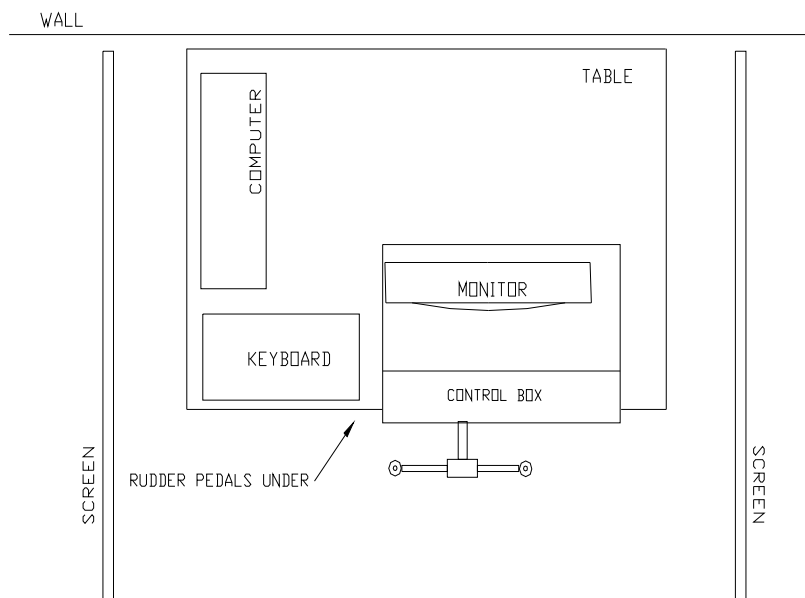 WALL
TABLE
COMPUTER
MONITOR
KEYBOARD
CONTROL BOX
SCREEN
RUDDER PEDALS UNDER
SCREEN